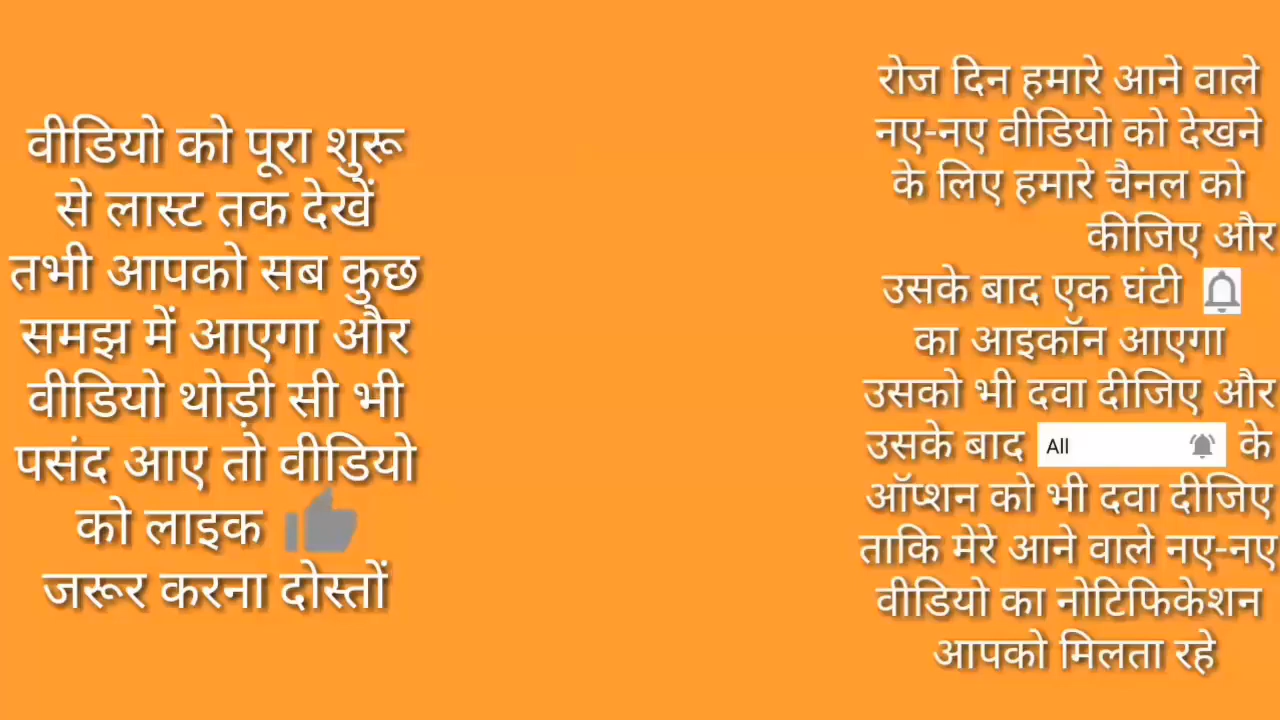 वीडियो को पूरा शुरू
से लास्ट तक देखें
तभी आपको सब कुछ
समझ में आएगा और
वीडियो थोड़ी सी भी
पसंद आए तो वीडियो
को लाइक
जरूर करना दोस्तों
रोज दिन हमारे आने वाले
नए-नए वीडियो को देखने
के लिए हमारे चैनल को
कीजिए और
उसके बाद एक घंटी
का आइकॉन आएगा
उसको भी दवा दीजिए और
उसके बाद All के
ऑप्शन को भी दवा दीजिए
ताकि मेरे आने वाले नए-नए
वीडियो का नोटिफिकेशन
आपको मिलता रहे